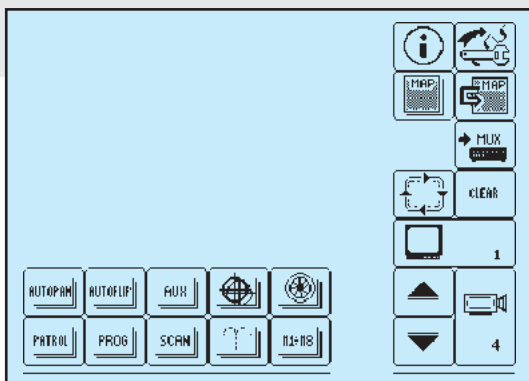 i
MAP MAP
MUX
CLEAR
1
AUTOPAN AUTOFLIP AUX
PATROL PROG SCAN M1÷M8 4